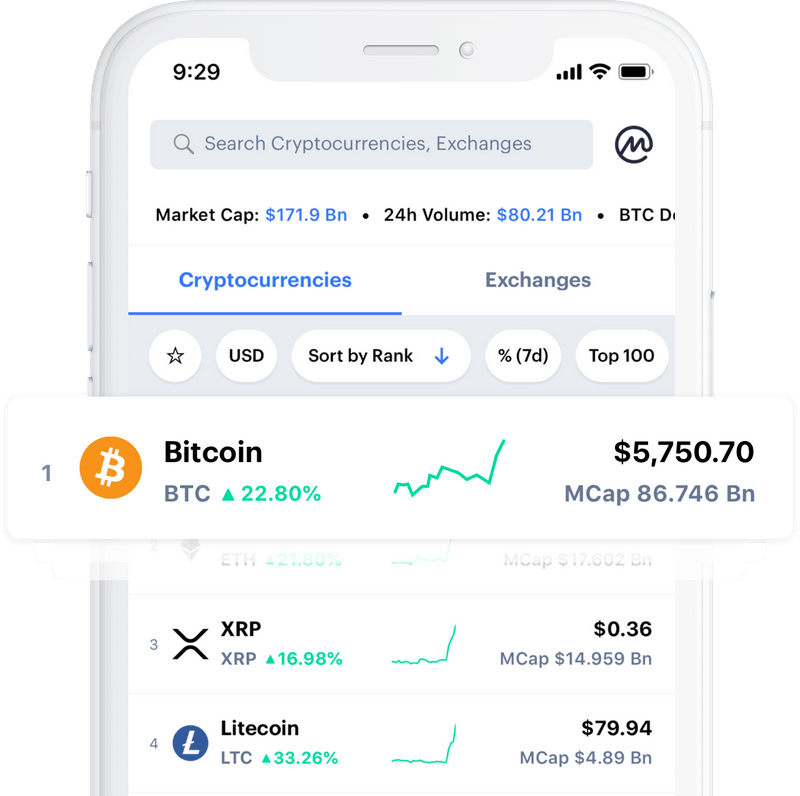 9:29
Search Cryptocurrencies, Exchanges
Market Cap: $171.9 Bn • 24h Volume: $80.21 Bn • BTC
Cryptocurrencies Exchanges
USD Sort by Rank ↓ % (7d) Top 100
1 Bitcoin $5,750.70
BTC ▲ 22.80% MCap 86.746 Bn
2 ETH ▲21.80% MCap $17.602 Bn
XRP $0.36
3 XRP ▲16.98% MCap $14.959 Bn
Litecoin $79.94
4 LTC ▲33.26% MCap $4.89 Bn